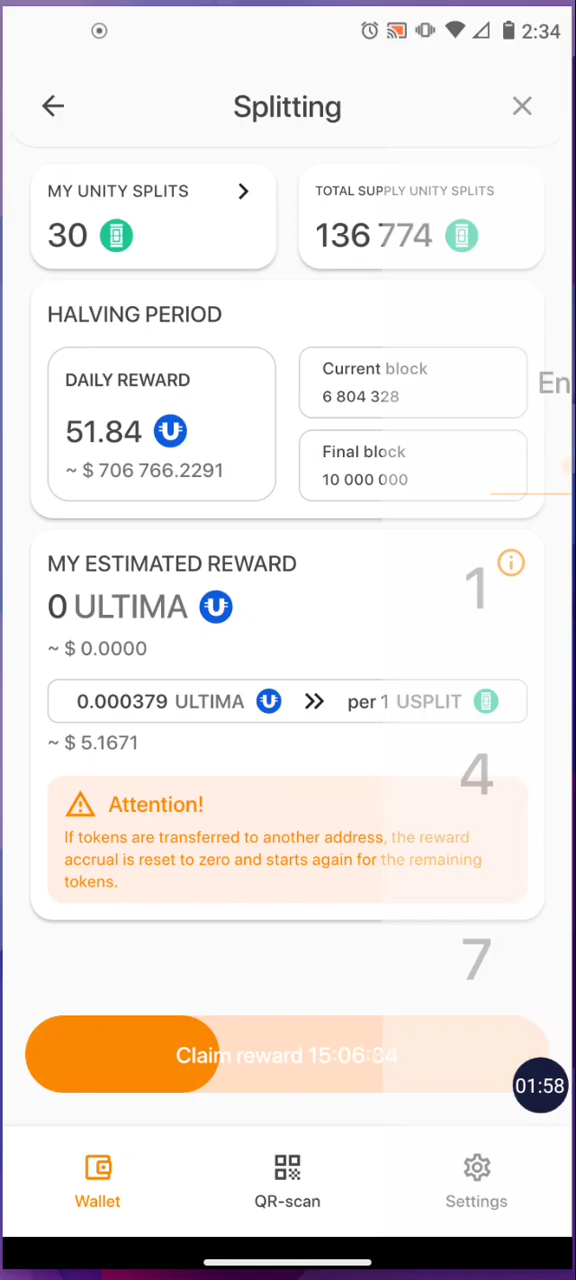 2:34
Splitting
MY UNITY SPLITS
30
TOTAL SUPPLY UNITY SPLITS
136 774
HALVING PERIOD
DAILY REWARD
51.84
~ $ 706 766.2291
Current block
6 804 328
Final block
10 000 000
En
MY ESTIMATED REWARD
0 ULTIMA
~ $ 0.0000
1
0.000379 ULTIMA >> per 1 USPLIT
~ $ 5.1671
4
Attention!
If tokens are transferred to another address, the reward
accrual is reset to zero and starts again for the remaining
tokens.
7
Claim reward
01:58
Wallet
QR-scan
Settings